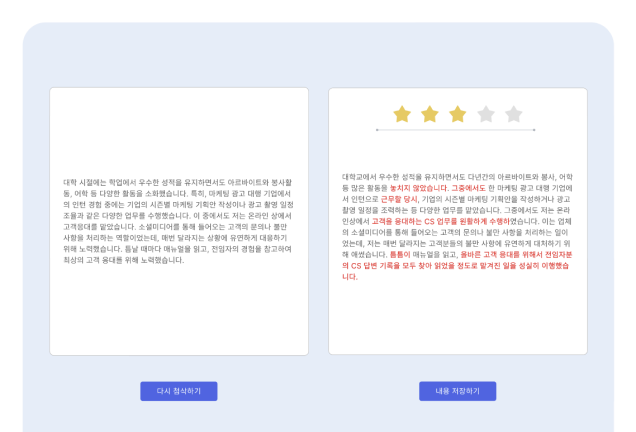 대학 시절에는 학업에서 우수한 성적을 유지하면서도 아르바이트와 봉사활
동, 어학 등 다양한 활동을 소화했습니다. 특히, 마케팅 광고 대행 기업에서
의 인턴 경험 중에는 기업의 시즌별 마케팅 기획안 작성이나 광고 촬영 일정
조율과 같은 다양한 업무를 수행했습니다. 이 중에서도 저는 온라인 상에서
고객응대를 맡았습니다. 소셜미디어를 통해 들어오는 고객의 문의나 불만
사항을 처리하는 역할이었는데, 매번 달라지는 상황에 유연하게 대응하기
위해 노력했습니다. 틈날 때마다 매뉴얼을 읽고, 전임자의 경험을 참고하여
최상의 고객 응대를 위해 노력했습니다.
다시 첨삭하기
대학교에서 우수한 성적을 유지하면서도 다년간의 아르바이트와 봉사, 어학
등 많은 활동을 놓치지 않았습니다. 그중에서도 한 마케팅 광고 대행 기업에
서 인턴으로 근무할 당시, 기업의 시즌별 마케팅 기획안을 작성하거나 광고
촬영 일정을 조력하는 등 다양한 업무를 맡았습니다. 그중에서도 저는 온라
인상에서 고객을 응대하는 CS 업무를 원활하게 수행하였습니다. 이는 업체
의 소셜미디어를 통해 들어오는 고객의 문의나 불만 사항을 처리하는 일이
었는데, 저는 매번 달라지는 고객분들의 불만 사항에 유연하게 대처하기 위
해 애썼습니다. 틈틈이 매뉴얼을 읽고, 올바른 고객 응대를 위해서 전임자분
의 CS 답변 기록을 모두 찾아 읽었을 정도로 맡겨진 일을 성실히 이행했습
니다.
내용 저장하기